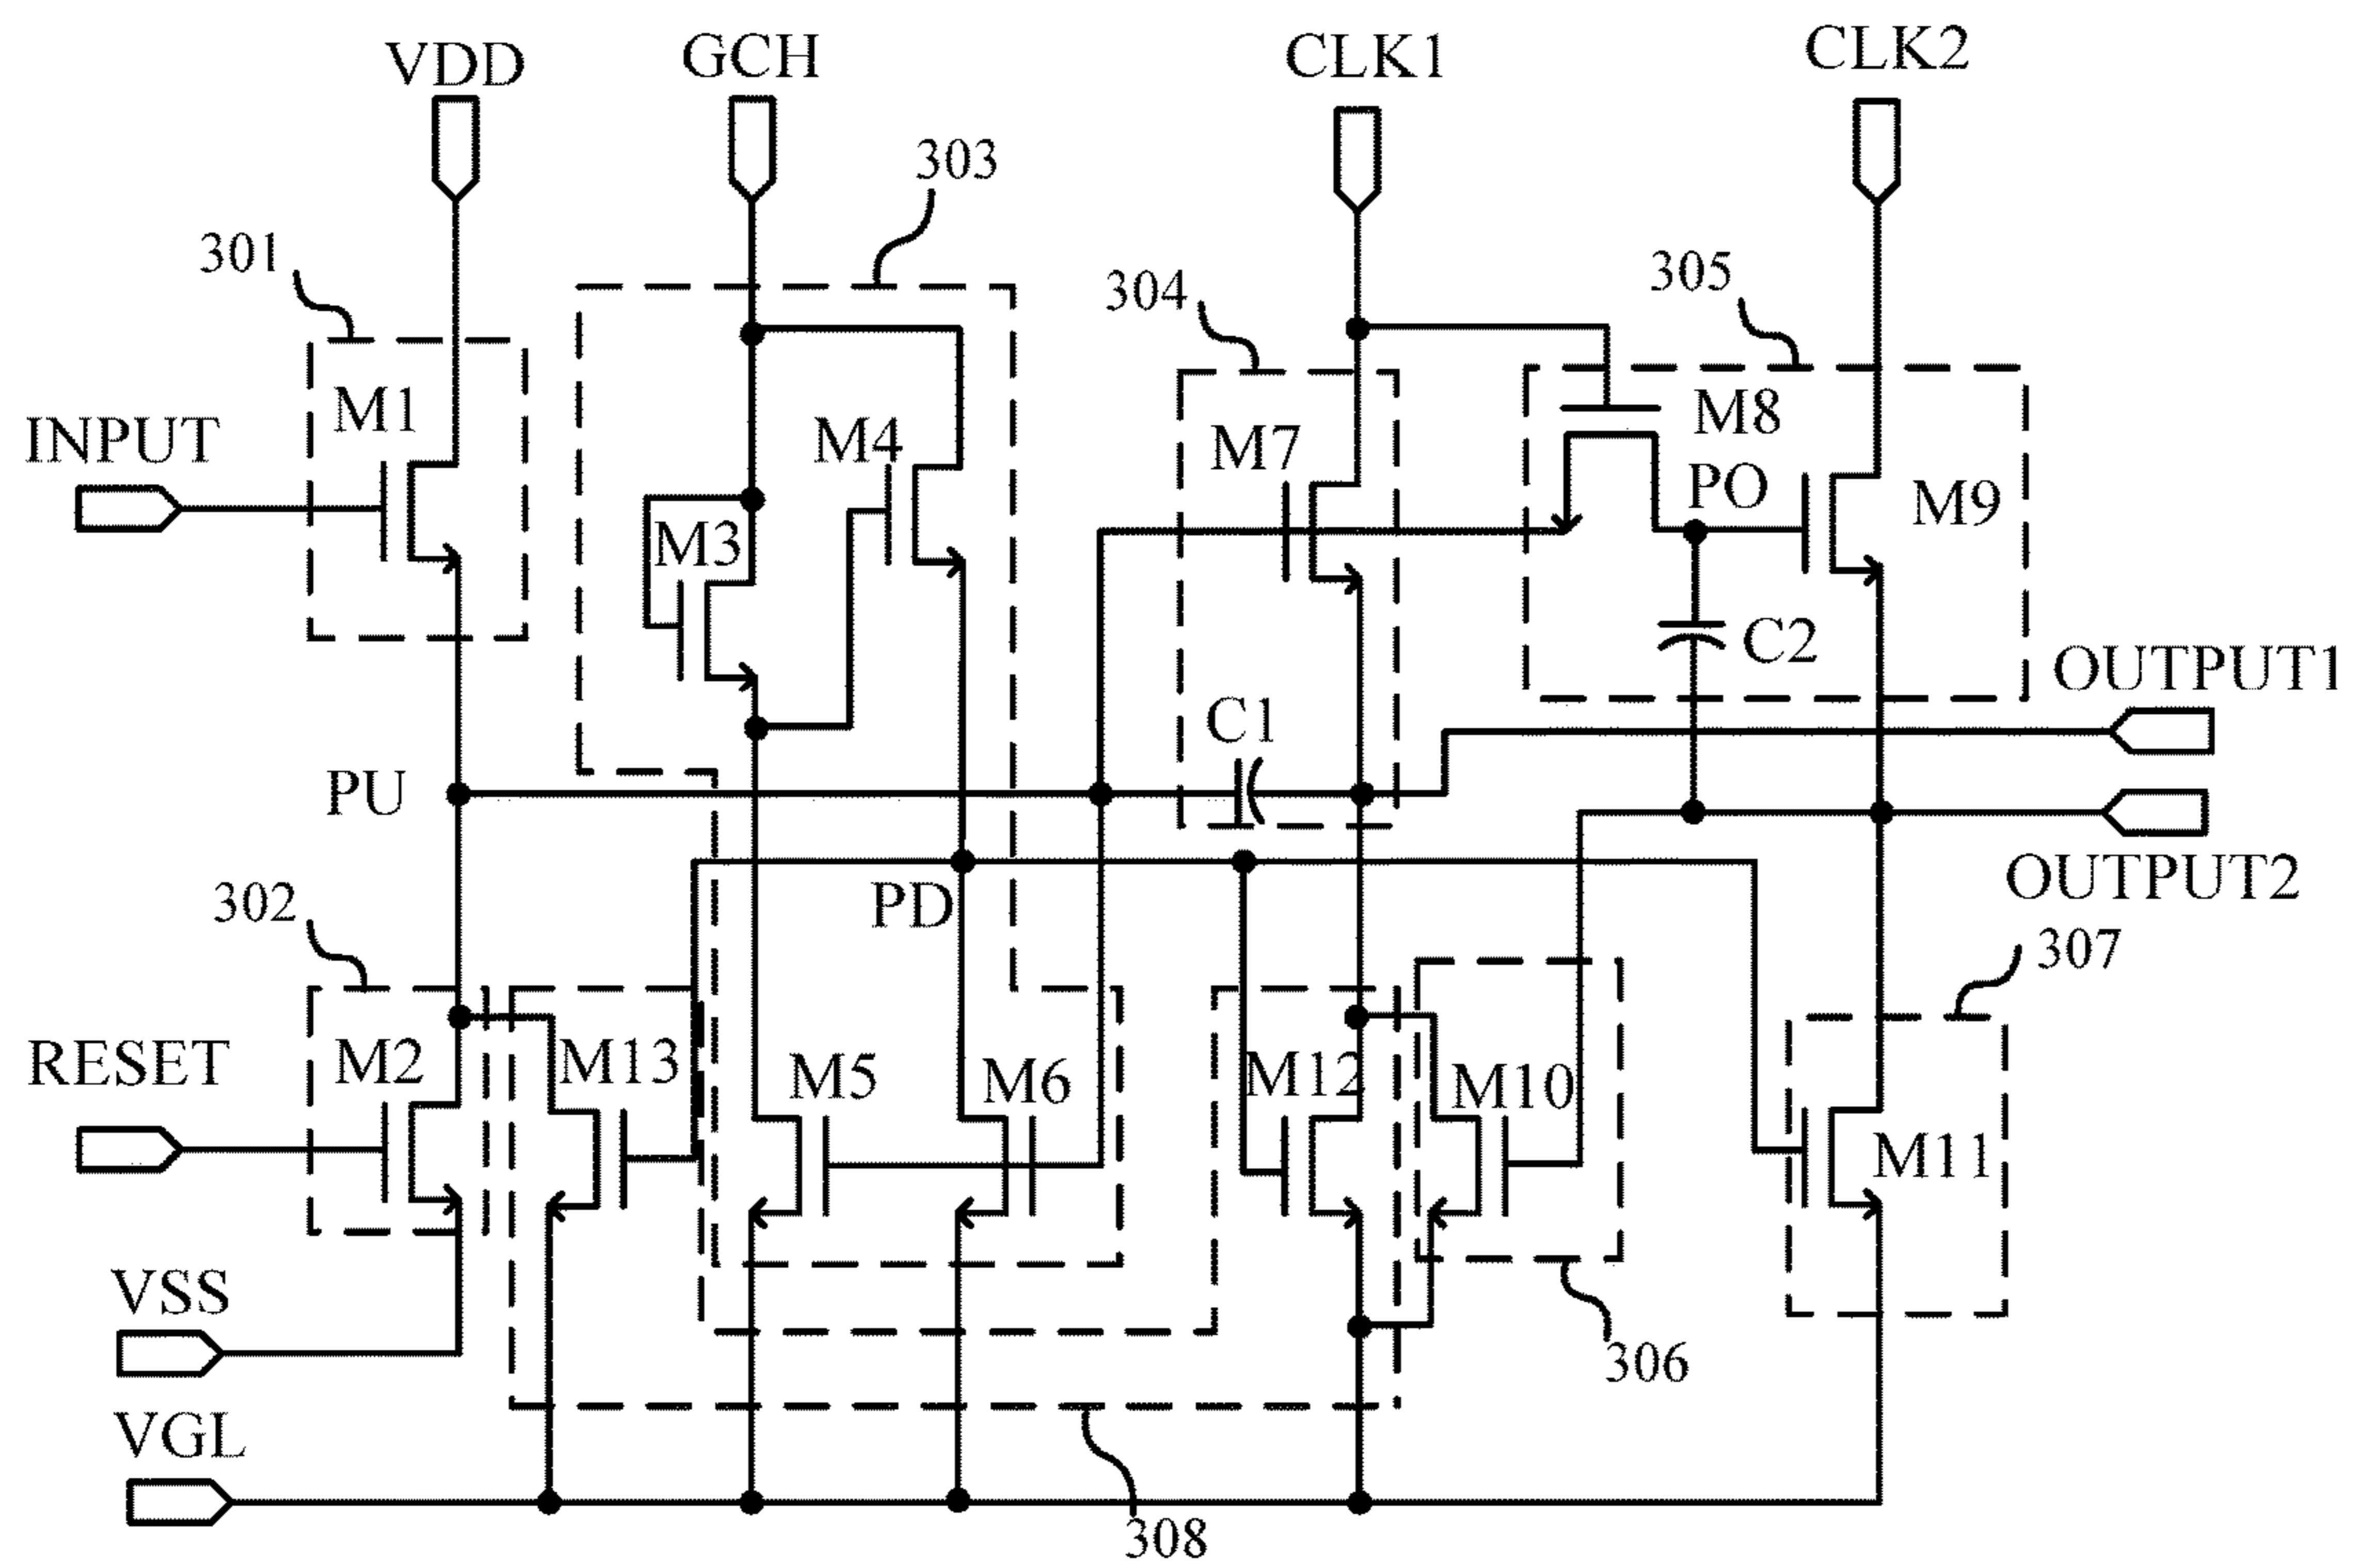 VDD
GCH
CLK1
CLK2
303
301
304
305
M1
M8
INPUT
M4
M7
PO
M9
M3
C2
OUTPUT1
C1
PU
PD
OUTPUT2
302
307
RESET
M2
M13
M5
M6
M12
M10
M11
VSS
306
VGL
308